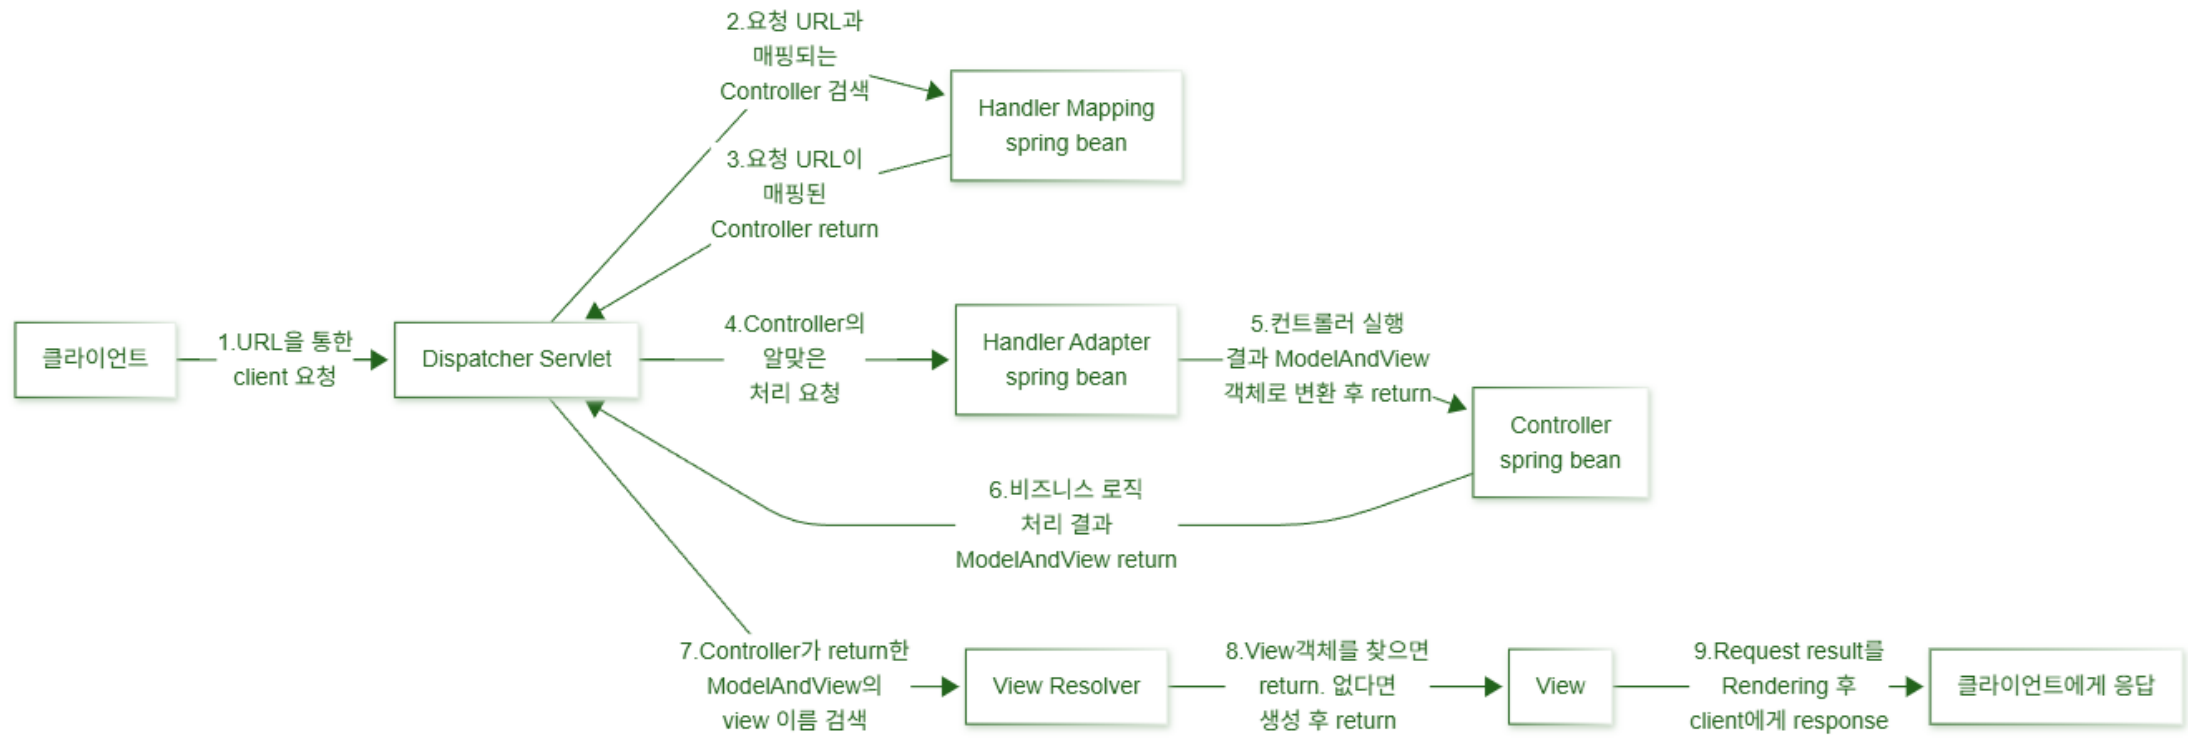 2.요청 URL과
매핑되는
Controller 검색
Handler Mapping
spring bean
3.요청 URL이
매핑된
Controller return
클라이언트
1.URL을 통한
client 요청
Dispatcher Servlet
4.Controller의
알맞은
처리 요청
Handler Adapter
spring bean
5.컨트롤러 실행
결과 ModelAndView
객체로 변환 후 return
Controller
spring bean
6.비즈니스 로직
처리 결과
ModelAndView return
7.Controller가 return한
ModelAndView의
view 이름 검색
View Resolver
8.View객체를 찾으면
return. 없다면
생성 후 return
View
9.Request result를
Rendering 후
client에게 response
클라이언트에게 응답